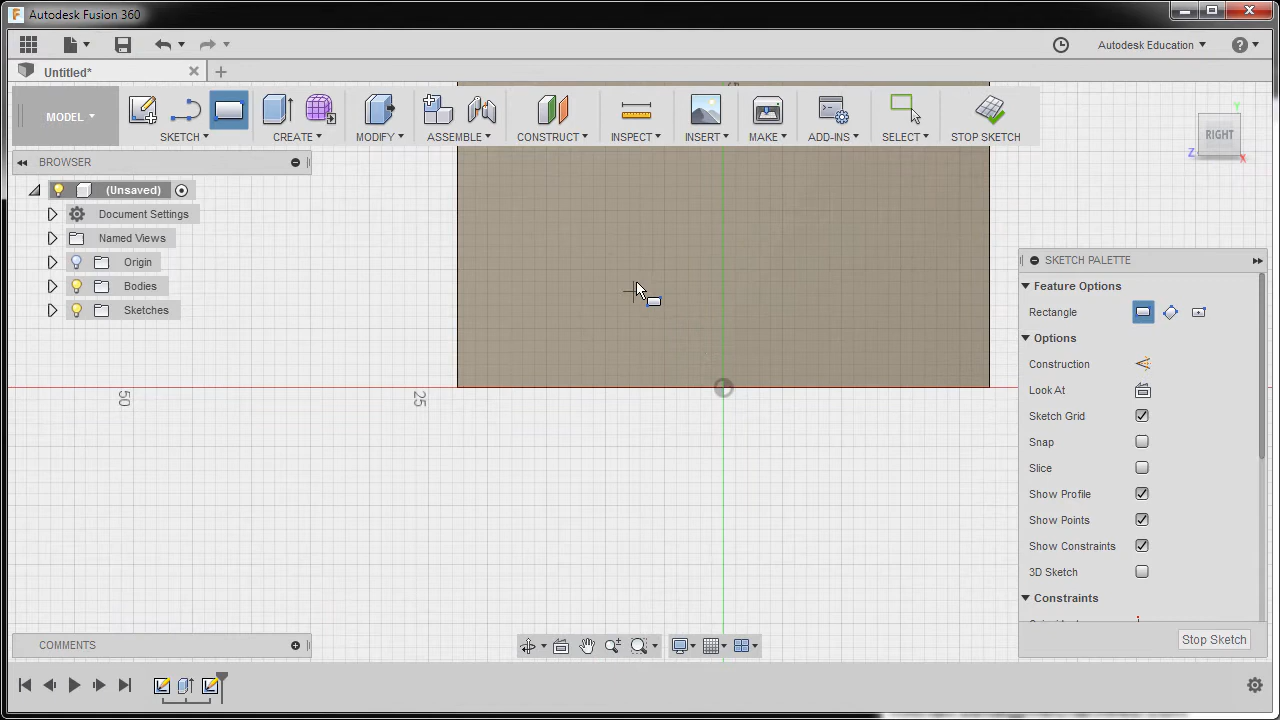 Autodesk Fusion 360
Autodesk Education
Untitled*
MODEL
SKETCH
CREATE
MODIFY
ASSEMBLE
CONSTRUCT
INSPECT
INSERT
MAKE
ADD-INS
SELECT
STOP SKETCH
Y
RIGHT
Z
X
BROWSER
(Unsaved)
Document Settings
Named Views
Origin
Bodies
Sketches
SKETCH PALETTE
Feature Options
Rectangle
Options
Construction
Look At
Sketch Grid
Snap
Slice
Show Profile
Show Points
Show Constraints
3D Sketch
Constraints
50
25
COMMENTS
Stop Sketch